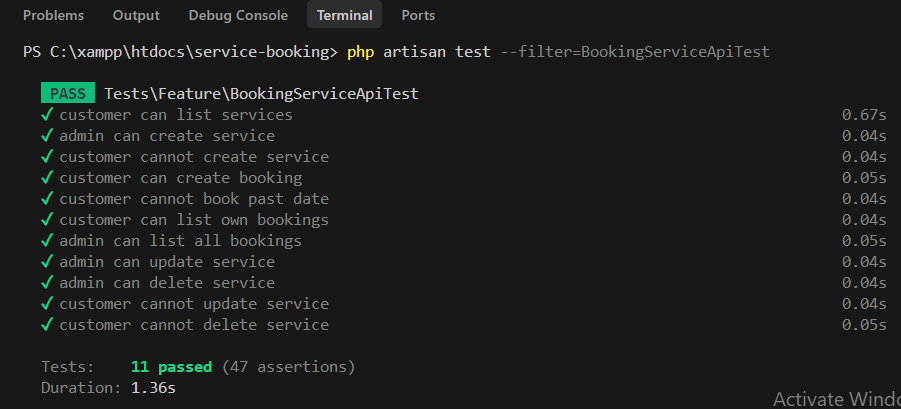 Problems Output Debug Console Terminal Ports
PS C:\xampp\htdocs\service-booking> php artisan test --filter=BookingServiceApiTest
PASS Tests\Feature\BookingServiceApiTest
✓ customer can list services 0.67s
✓ admin can create service 0.04s
✓ customer cannot create service 0.04s
✓ customer can create booking 0.05s
✓ customer cannot book past date 0.04s
✓ customer can list own bookings 0.04s
✓ admin can list all bookings 0.05s
✓ admin can update service 0.04s
✓ admin can delete service 0.04s
✓ customer cannot update service 0.04s
✓ customer cannot delete service 0.05s
Tests: 11 passed (47 assertions)
Duration: 1.36s
Activate Windo